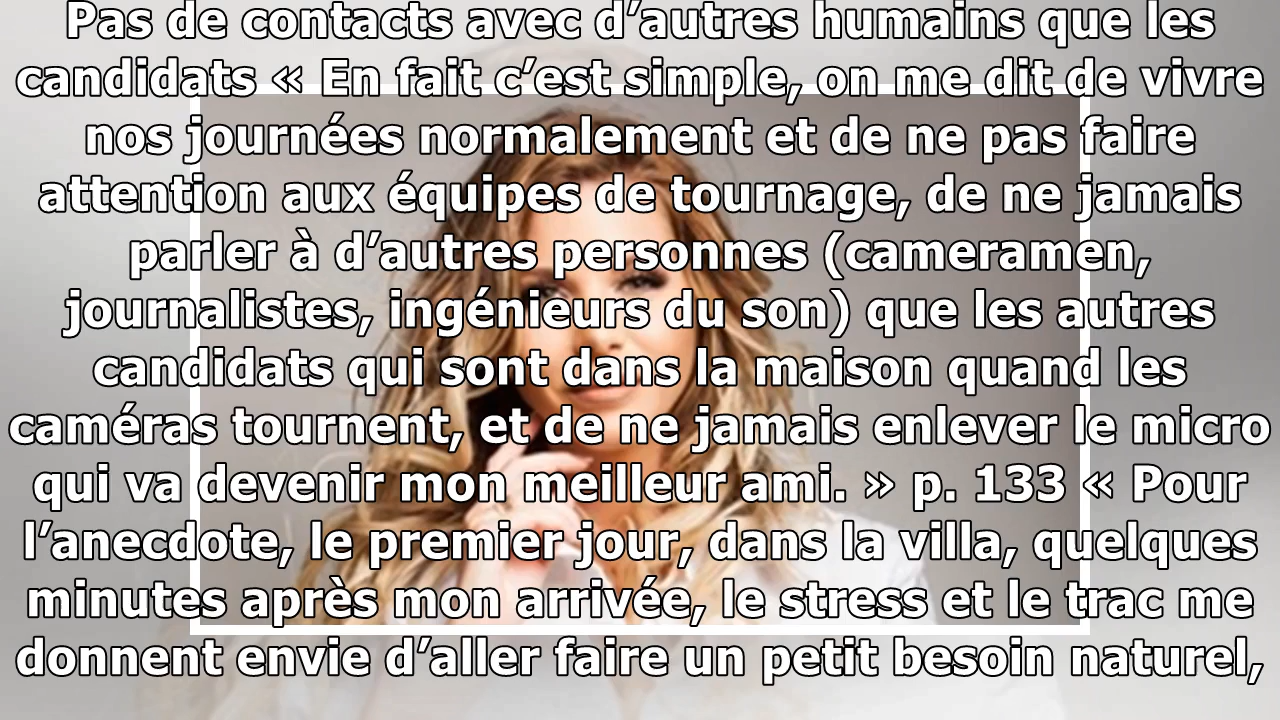 Pas de contacts avec d’autres humains que les
candidats « En fait c’est simple, on me dit de vivre
nos journées normalement et de ne pas faire
attention aux équipes de tournage, de ne jamais
parler à d’autres personnes (cameramen,
journalistes, ingénieurs du son) que les autres
candidats qui sont dans la maison quand les
caméras tournent, et de ne jamais enlever le micro
qui va devenir mon meilleur ami. » p. 133 « Pour
l’anecdote, le premier jour, dans la villa, quelques
minutes après mon arrivée, le stress et le trac me
donnent envie d’aller faire un petit besoin naturel,